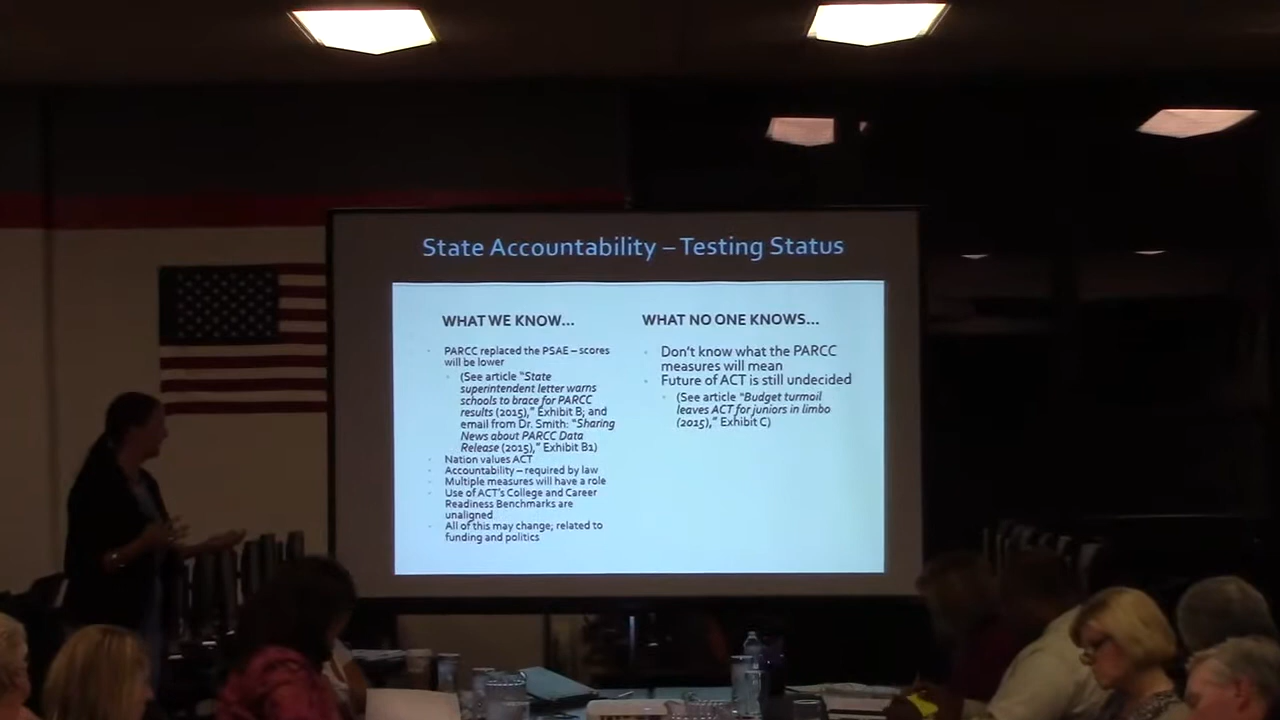 State Accountability – Testing Status
WHAT WE KNOW...
PARCC replaced the PSAE – scores
will be lower
(See article "State
superintendent letter warns
schools to brace for PARCC
results (2015)," Exhibit B; and
email from Dr. Smith: "Sharing
News about PARCC Data
Release (2015)," Exhibit B1)
Nation values ACT
Accountability – required by law
Multiple measures will have a role
Use of ACT's College and Career
Readiness Benchmarks are
unaligned
All of this may change; related to
funding and politics
WHAT NO ONE KNOWS...
Don't know what the PARCC
measures will mean
Future of ACT is still undecided
(See article "Budget turmoil
leaves ACT for juniors in limbo
(2015)," Exhibit C)